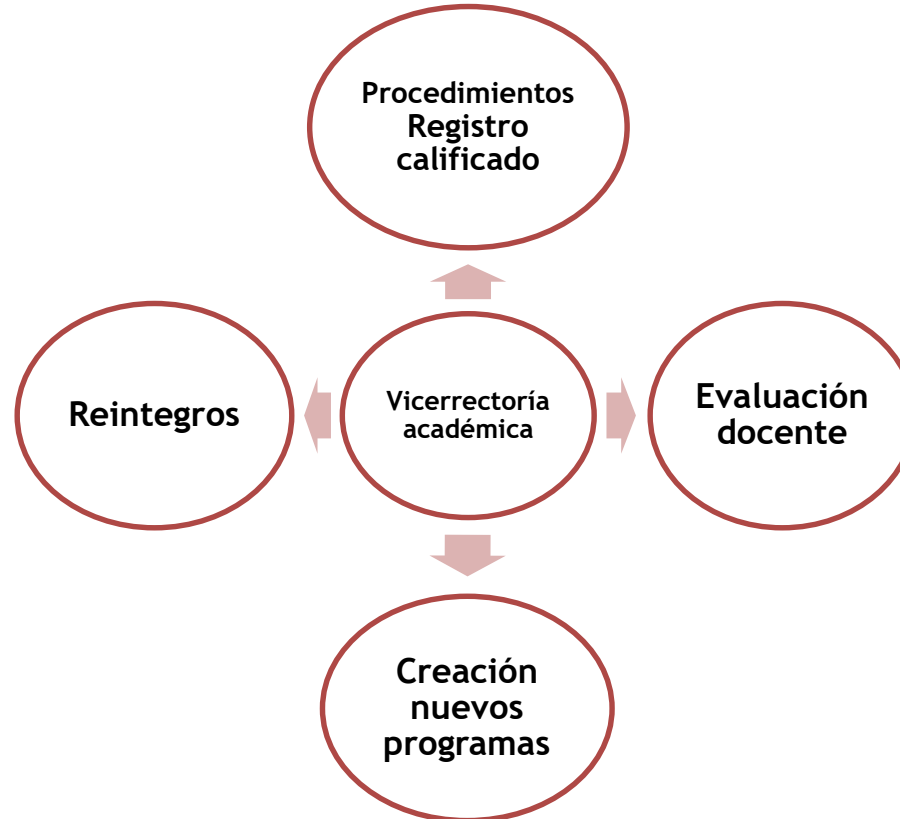 Procedimientos
Registro
calificado
Reintegros
Vicerrectoría
académica
Evaluación
docente
Creación
nuevos
programas